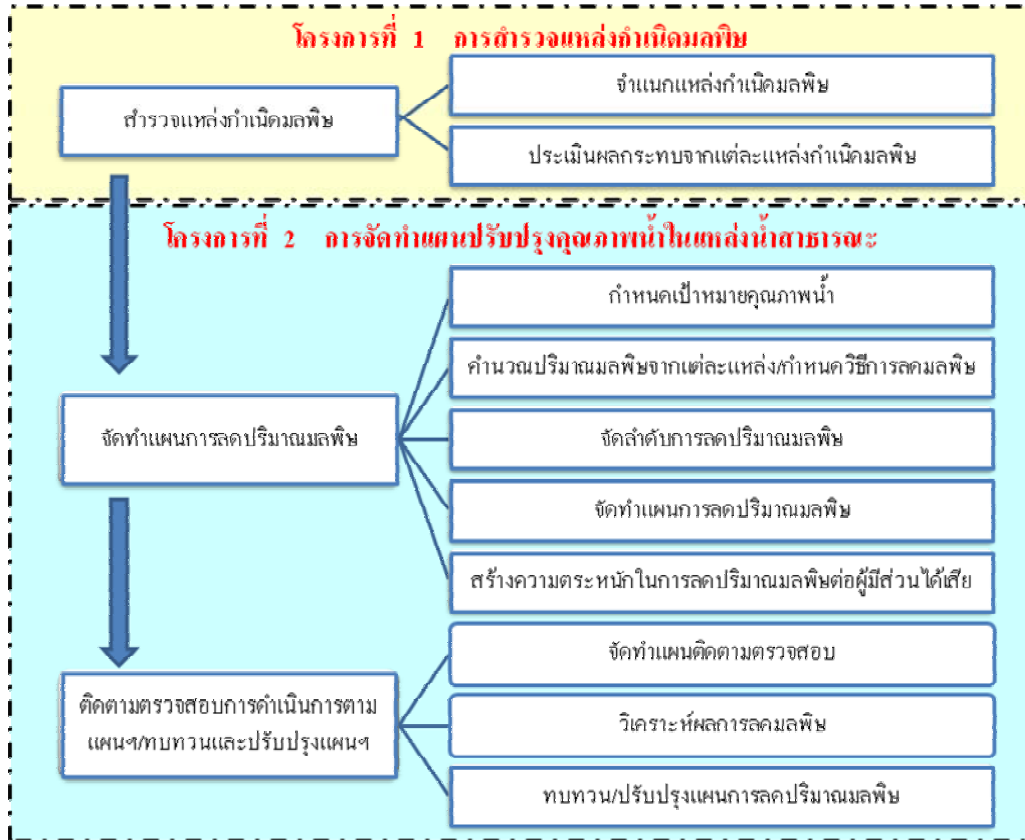 โครงการที่ 1 การสำรวจแหล่งกำเนิดมลพิษ
สำรวจแหล่งกำเนิดมลพิษ
จำแนกแหล่งกำเนิดมลพิษ
ประเมินผลกระทบจากแต่ละแหล่งกำเนิดมลพิษ
โครงการที่ 2 การจัดทำแผนปรับปรุงคุณภาพน้ำในแหล่งน้ำสาธารณะ
จัดทำแผนการลดปริมาณมลพิษ
กำหนดเป้าหมายคุณภาพน้ำ
คำนวณปริมาณมลพิษจากแต่ละแหล่ง/กำหนดวิธีการลดมลพิษ
จัดลำดับการลดปริมาณมลพิษ
จัดทำแผนการลดปริมาณมลพิษ
สร้างความตระหนักในการลดปริมาณมลพิษต่อผู้มีส่วนได้เสีย
ติดตามตรวจสอบการดำเนินการตาม
แผนฯ/ทบทวนและปรับปรุงแผนฯ
จัดทำแผนติดตามตรวจสอบ
วิเคราะห์ผลการลดมลพิษ
ทบทวน/ปรับปรุงแผนการลดปริมาณมลพิษ